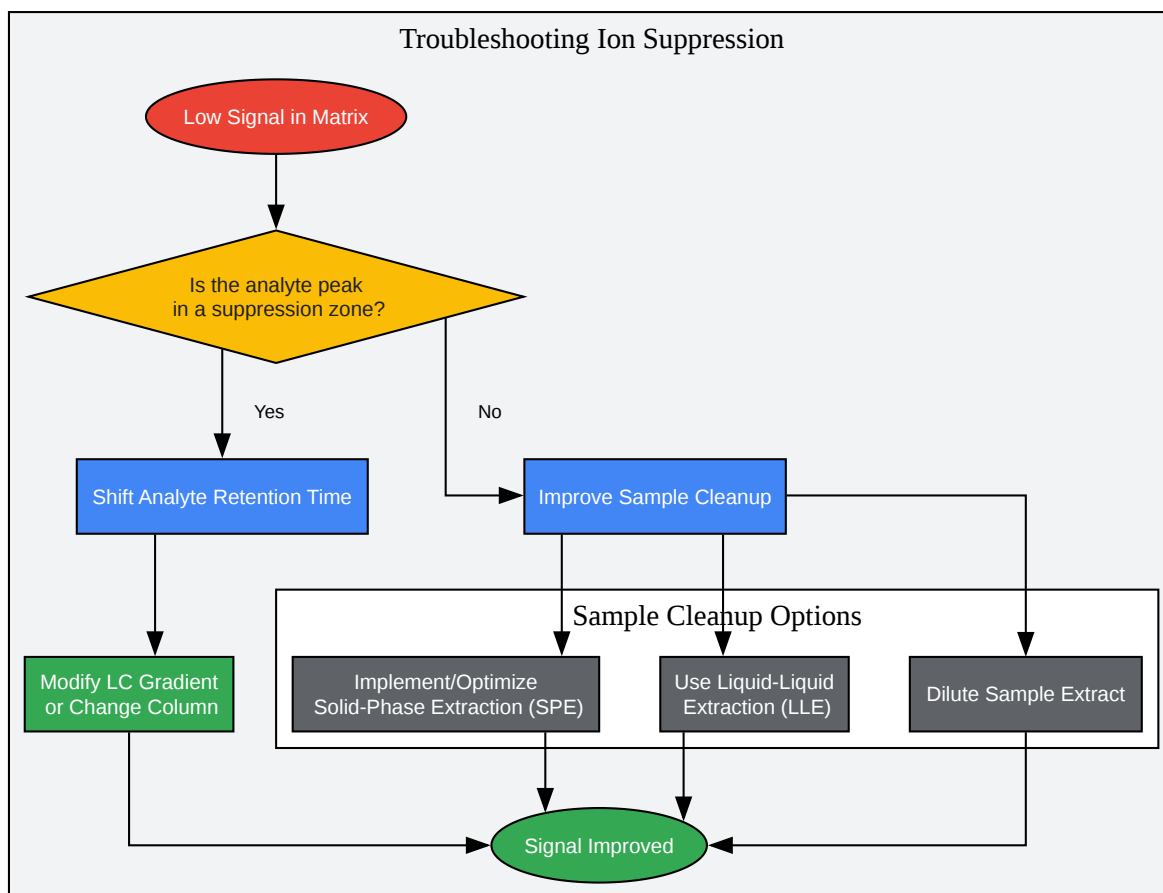 Troubleshooting Ion Suppression
Low Signal in Matrix
Is the analyte peak
in a suppression zone?
Yes
No
Shift Analyte Retention Time
Improve Sample Cleanup
Sample Cleanup Options
Modify LC Gradient
or Change Column
Implement/Optimize
Solid-Phase Extraction (SPE)
Use Liquid-Liquid
Extraction (LLE)
Dilute Sample Extract
Signal Improved